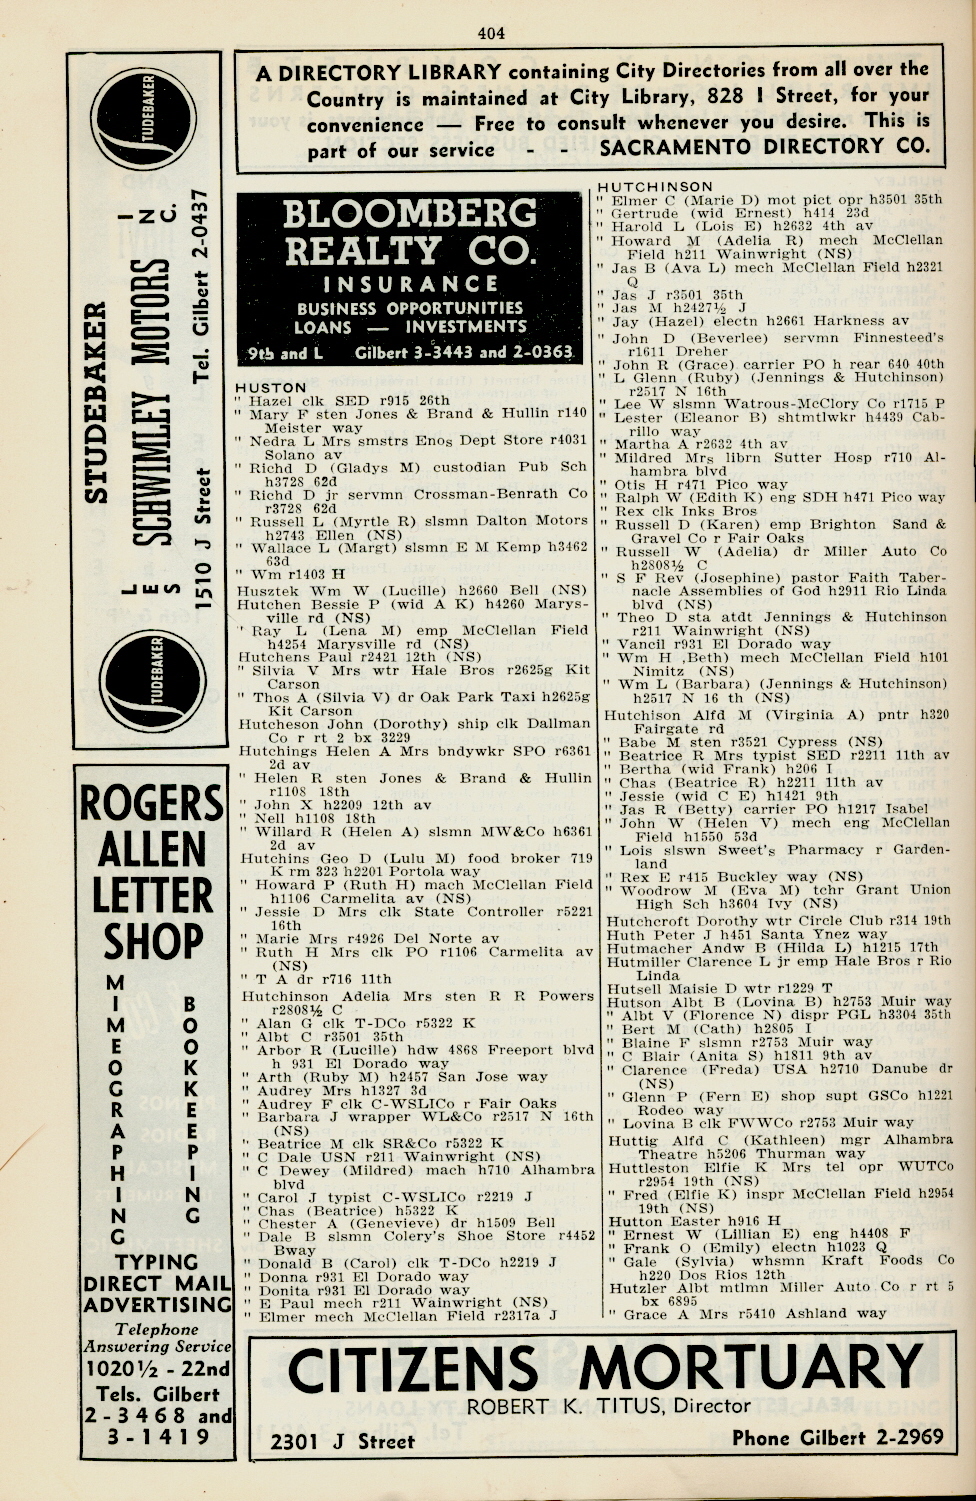 404
A DIRECTORY LIBRARY containing City Directories from all over the
Country is maintained at City Library, 828 I Street, for your
convenience — Free to consult whenever you desire. This is
part of our service - - SACRAMENTO DIRECTORY CO.
STUDEBAKER
STUDEBAKER
LES SCHWIMLEY MOTORS INC.
1510 J Street Tel. Gilbert 2-0437
STUDEBAKER
ROGERS
ALLEN
LETTER
SHOP
MIMEOGRAPHING
BOOKKEEPING
TYPING
DIRECT MAIL
ADVERTISING
Telephone
Answering Service
1020½ - 22nd
Tels. Gilbert
2-3468 and
3-1419
BLOOMBERG
REALTY CO.
INSURANCE
BUSINESS OPPORTUNITIES
LOANS — INVESTMENTS
9th and L Gilbert 3-3443 and 2-0363
HUSTON
" Hazel clk SED r915 26th
" Mary F sten Jones & Brand & Hullin r140
Meister way
" Nedra L Mrs smstrs Enos Dept Store r4031
Solano av
" Richd D (Gladys M) custodian Pub Sch
h3728 62d
" Richd D jr servmn Crossman-Benrath Co
r3728 62d
" Russell L (Myrtle R) slsmn Dalton Motors
h2743 Ellen (NS)
" Wallace L (Margt) slsmn E M Kemp h3462
63d
" Wm r1403 H
Husztek Wm W (Lucille) h2660 Bell (NS)
Hutchen Bessie P (wid A K) h4260 Marys-
ville rd (NS)
' Ray L (Lena M) emp McClellan Field
h4254 Marysville rd (NS)
Hutchens Paul r2421 12th (NS)
" Silvia V Mrs wtr Hale Bros r2625g Kit
Carson
" Thos A (Silvia V) dr Oak Park Taxi h2625g
Kit Carson
Hutcheson John (Dorothy) ship clk Dallman
Co r rt 2 bx 3229
Hutchings Helen A Mrs bndywkr SPO r6361
2d av
" Helen R sten Jones & Brand & Hullin
r1108 18th
" John X h2209 12th av
" Nell h1108 18th
" Willard R (Helen A) slsmn MW&Co h6361
2d av
Hutchins Geo D (Lulu M) food broker 719
K rm 323 h2201 Portola way
" Howard P (Ruth H) mach McClellan Field
h1106 Carmelita av (NS)
" Jessie D Mrs clk State Controller r5221
16th
" Marie Mrs r4926 Del Norte av
" Ruth H Mrs clk PO r1106 Carmelita av
(NS)
" T A dr r716 11th
Hutchinson Adelia Mrs sten R R Powers
r2808½ C
" Alan G clk T-DCo r5322 K
" Albt C r3501 35th
" Arbor R (Lucille) hdw 4868 Freeport blvd
h 931 El Dorado way
" Arth (Ruby M) h2457 San Jose way
" Audrey Mrs h1327 3d
" Audrey F clk C-WSLICo r Fair Oaks
" Barbara J wrapper WL&Co r2517 N 16th
(NS)
" Beatrice M clk SR&Co r5322 K
" C Dale USN r211 Wainwright (NS)
" C Dewey (Mildred) mach h710 Alhambra
blvd
" Carol J typist C-WSLICo r2219 J
" Chas (Beatrice) h5322 K
" Chester A (Genevieve) dr h1509 Bell
" Dale B slsmn Colery's Shoe Store r4452
Bway
" Donald B (Carol) clk T-DCo h2219 J
" Donna r931 El Dorado way
" Donita r931 El Dorado way
" E Paul mech r211 Wainwright (NS)
" Elmer mech McClellan Field r2317a J
HUTCHINSON
" Elmer C (Marie D) mot pict opr h3501 35th
" Gertrude (wid Ernest) h414 23d
" Harold L (Lois E) h2632 4th av
" Howard M (Adelia R) mech McClellan
Field h211 Wainwright (NS)
" Jas B (Ava L) mech McClellan Field h2321
Q
" Jas J r3501 35th
" Jas M h2427½ J
" Jay (Hazel) electn h2661 Harkness av
" John D (Beverlee) servmn Finnesteed's
r1611 Dreher
" John R (Grace) carrier PO h rear 640 40th
" L Glenn (Ruby) (Jennings & Hutchinson)
r2517 N 16th
" Lee W slsmn Watrous-McClory Co r1715 P
" Lester (Eleanor B) shtmtlwkr h4439 Cab-
rillo way
" Martha A r2632 4th av
" Mildred Mrs librn Sutter Hosp r710 Al-
hambra blvd
" Otis H r471 Pico way
" Ralph W (Edith K) eng SDH h471 Pico way
" Rex clk Inks Bros
" Russell D (Karen) emp Brighton Sand &
Gravel Co r Fair Oaks
" Russell W (Adelia) dr Miller Auto Co
h2808½ C
" S F Rev (Josephine) pastor Faith Taber-
nacle Assemblies of God h2911 Rio Linda
blvd (NS)
" Theo D sta atdt Jennings & Hutchinson
r211 Wainwright (NS)
" Vancil r931 El Dorado way
" Wm H ,Beth) mech McClellan Field h101
Nimitz (NS)
" Wm L (Barbara) (Jennings & Hutchinson)
h2517 N 16 th (NS)
Hutchison Alfd M (Virginia A) pntr h320
Fairgate rd
" Babe M sten r3521 Cypress (NS)
" Beatrice R Mrs typist SED r2211 11th av
" Bertha (wid Frank) h206 I
" Chas (Beatrice R) h2211 11th av
" Jessie (wid C E) h1421 9th
" Jas R (Betty) carrier PO h1217 Isabel
" John W (Helen V) mech eng McClellan
Field h1550 53d
" Lois slswn Sweet's Pharmacy r Garden-
land
" Rex E r415 Buckley way (NS)
" Woodrow M (Eva M) tchr Grant Union
High Sch h3604 Ivy (NS)
Hutchcroft Dorothy wtr Circle Club r314 19th
Huth Peter J h451 Santa Ynez way
Hutmacher Andw B (Hilda L) h1215 17th
Hutmiller Clarence L jr emp Hale Bros r Rio
Linda
Hutsell Maisie D wtr r1229 T
Hutson Albt B (Lovina B) h2753 Muir way
" Albt V (Florence N) dispr PGL h3304 35th
" Bert M (Cath) h2805 I
" Blaine F slsmn r2753 Muir way
" C Blair (Anita S) h1811 9th av
" Clarence (Freda) USA h2710 Danube dr
(NS)
" Glenn P (Fern E) shop supt GSCo h1221
Rodeo way
" Lovina B clk FWWCo r2753 Muir way
Huttig Alfd C (Kathleen) mgr Alhambra
Theatre h5206 Thurman way
Huttleston Elfie K Mrs tel opr WUTCo
r2954 19th (NS)
" Fred (Elfie K) inspr McClellan Field h2954
19th (NS)
Hutton Easter h916 H
" Ernest W (Lillian E) eng h4408 F
" Frank O (Emily) electn h1023 Q
" Gale (Sylvia) whsmn Kraft Foods Co
h220 Dos Rios 12th
Hutzler Albt mtlmn Miller Auto Co r rt 5
bx 6895
" Grace A Mrs r5410 Ashland way
CITIZENS MORTUARY
ROBERT K. TITUS, Director
2301 J Street Phone Gilbert 2-2969